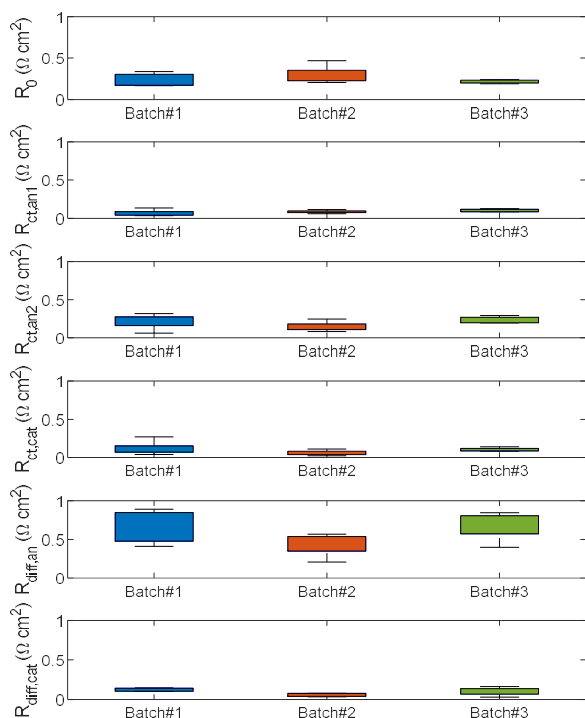 1
0.5
0
R0 (Ω cm2)
Batch#1 Batch#2 Batch#3
1
0.5
0
Rct,an1 (Ω cm2)
Batch#1 Batch#2 Batch#3
1
0.5
0
Rct,an2 (Ω cm2)
Batch#1 Batch#2 Batch#3
1
0.5
0
Rct,cat (Ω cm2)
Batch#1 Batch#2 Batch#3
1
0.5
0
Rdiff,an (Ω cm2)
Batch#1 Batch#2 Batch#3
1
0.5
0
Rdiff,cat (Ω cm2)
Batch#1 Batch#2 Batch#3